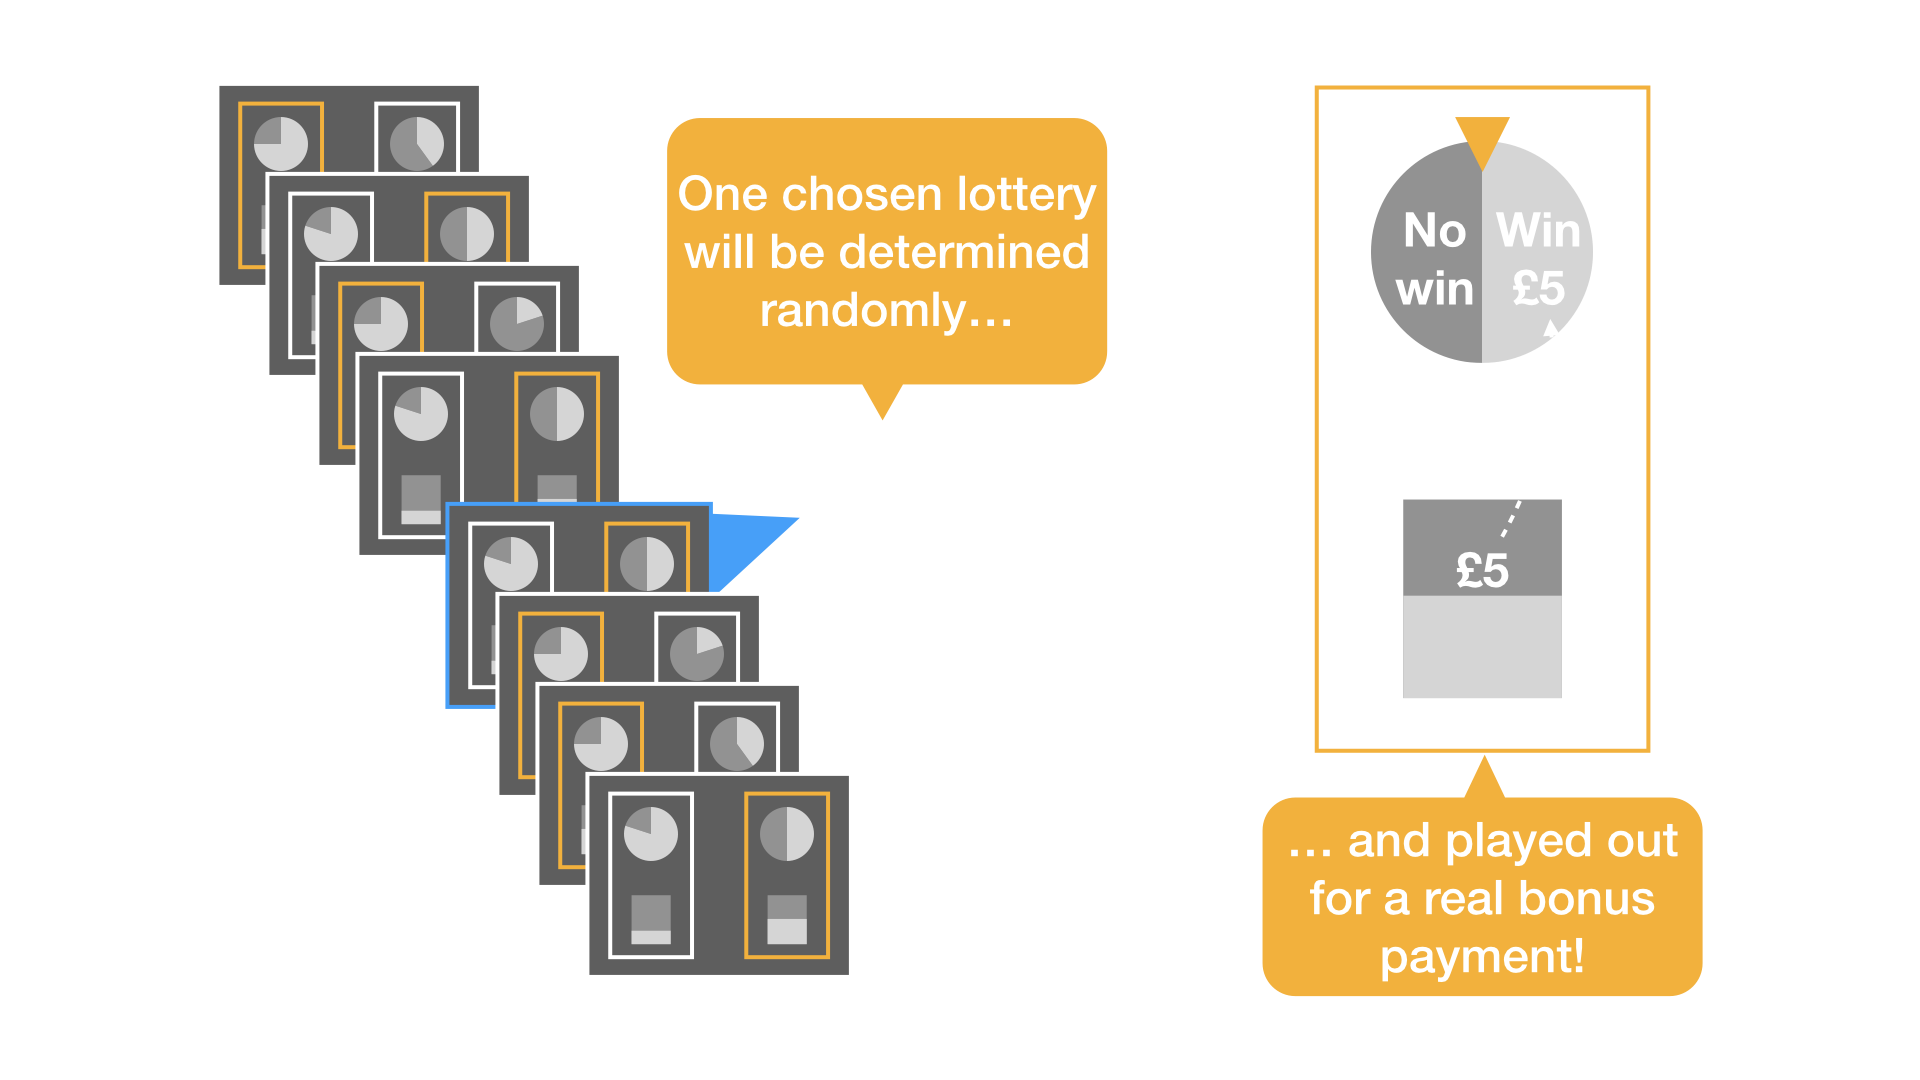 One chosen lottery
will be determined
randomly…
No
win
Win
£5
£5
… and played out
for a real bonus
payment!